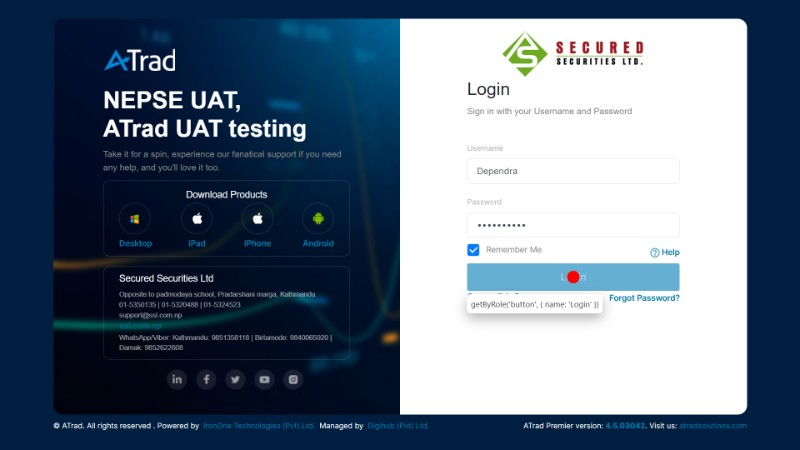 ATrad
NEPSE UAT,
ATrad UAT testing
Take it for a spin, experience our fanatical support if you need
any help, and you'll love it too.
Download Products
Desktop iPad iPhone Android
Secured Securities Ltd
Opposite to padmodaya school, Pradarshani marga, Kathmandu
01-5350135 | 01-5320488 | 01-5324523
support@ssl.com.np
ssl.com.np
WhatsApp/Viber: Kathmandu: 9851358118 | Birtamode: 9840065920 |
Damak: 9852622808
SECURED
SECURITIES LTD.
Login
Sign in with your Username and Password
Username
Dependra
Password
Remember Me
Help
getByRole('button', { name: 'Login' })
Forgot Password?
© ATrad. All rights reserved . Powered by IronOne Technologies (Pvt) Ltd. Managed by Digihub (Pvt) Ltd.
ATrad Premier version: 4.5.03042. Visit us: atradsolutions.com